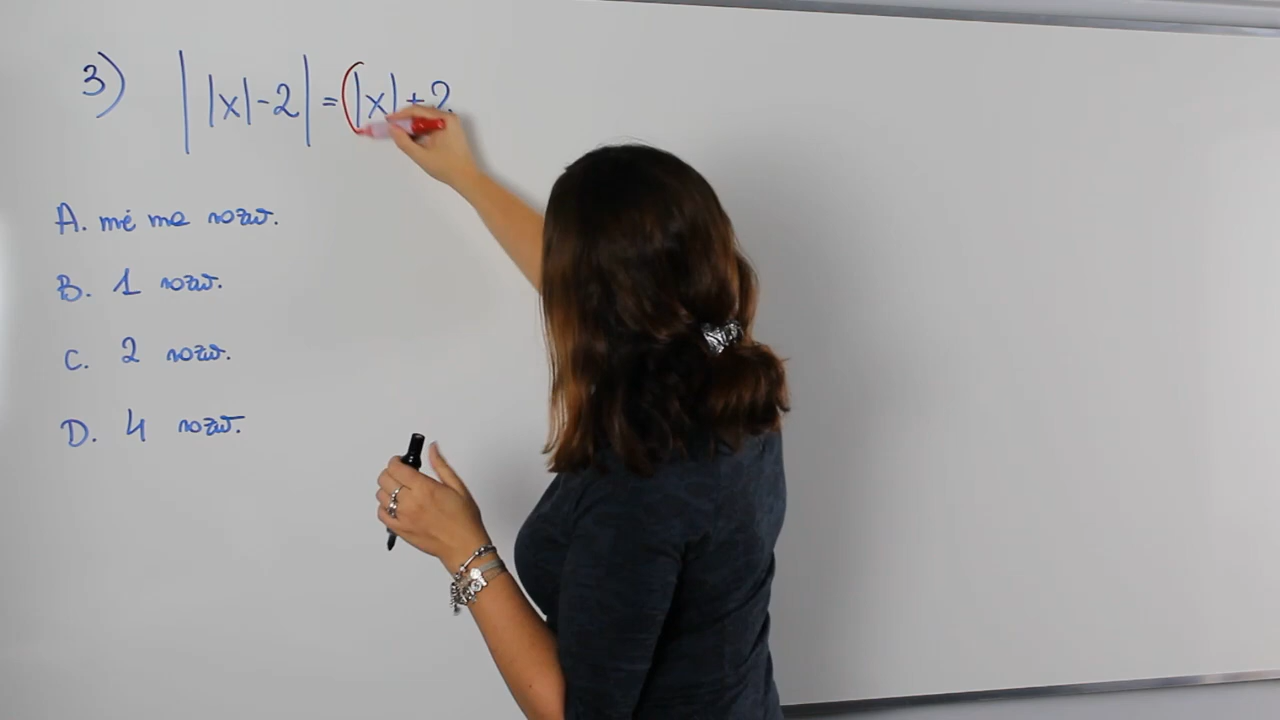 3) | |x| - 2 | = (|x| + 2
A. nie ma rozw.
B. 1 rozw.
C. 2 rozw.
D. 4 rozw.